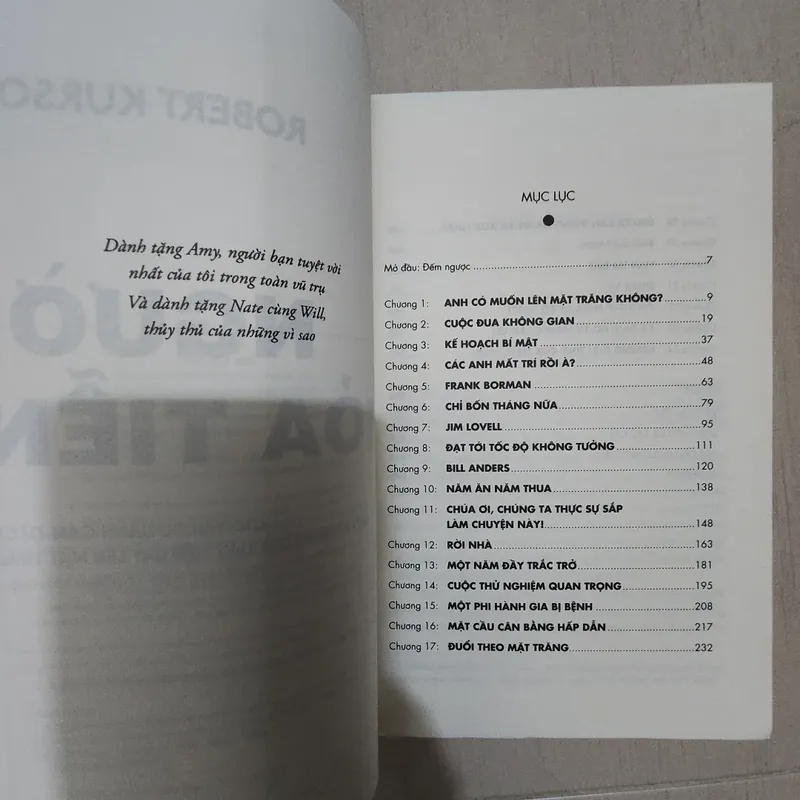 ROBERT KURSO
Dành tặng Amy, người bạn tuyệt vời
nhất của tôi trong toàn vũ trụ
Và dành tặng Nate cùng Will,
thủy thủ của những vì sao
MỤC LỤC
Mở đầu: Đếm ngược 7
Chương 1: ANH CÓ MUỐN LÊN MẶT TRĂNG KHÔNG? 9
Chương 2: CUỘC ĐUA KHÔNG GIAN 19
Chương 3: KẾ HOẠCH BÍ MẬT 37
Chương 4: CÁC ANH MẤT TRÍ RỒI À? 48
Chương 5: FRANK BORMAN 63
Chương 6: CHỈ BỐN THÁNG NỮA 79
Chương 7: JIM LOVELL 95
Chương 8: ĐẠT TỚI TỐC ĐỘ KHÔNG TƯỞNG 111
Chương 9: BILL ANDERS 120
Chương 10: NĂM ĂN NĂM THUA 138
Chương 11: CHÚA ƠI, CHÚNG TA THỰC SỰ SẮP
LÀM CHUYỆN NÀY! 148
Chương 12: RỜI NHÀ 163
Chương 13: MỘT NĂM ĐẦY TRẮC TRỞ 181
Chương 14: CUỘC THỬ NGHIỆM QUAN TRỌNG 195
Chương 15: MỘT PHI HÀNH GIA BỊ BỆNH 208
Chương 16: MẶT CẦU CÂN BẰNG HẤP DẪN 217
Chương 17: ĐUỔI THEO MẶT TRĂNG 232